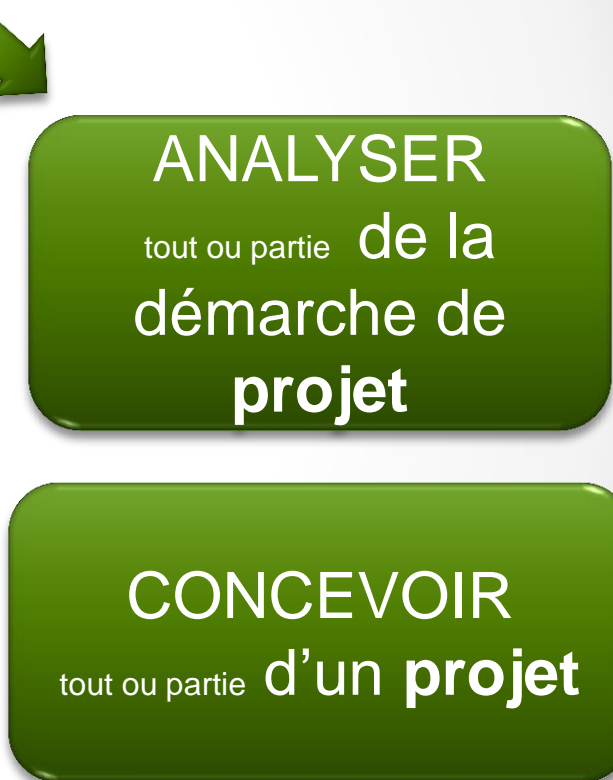 ANALYSER
tout ou partie de la
démarche de
projet
CONCEVOIR
tout ou partie d’un projet